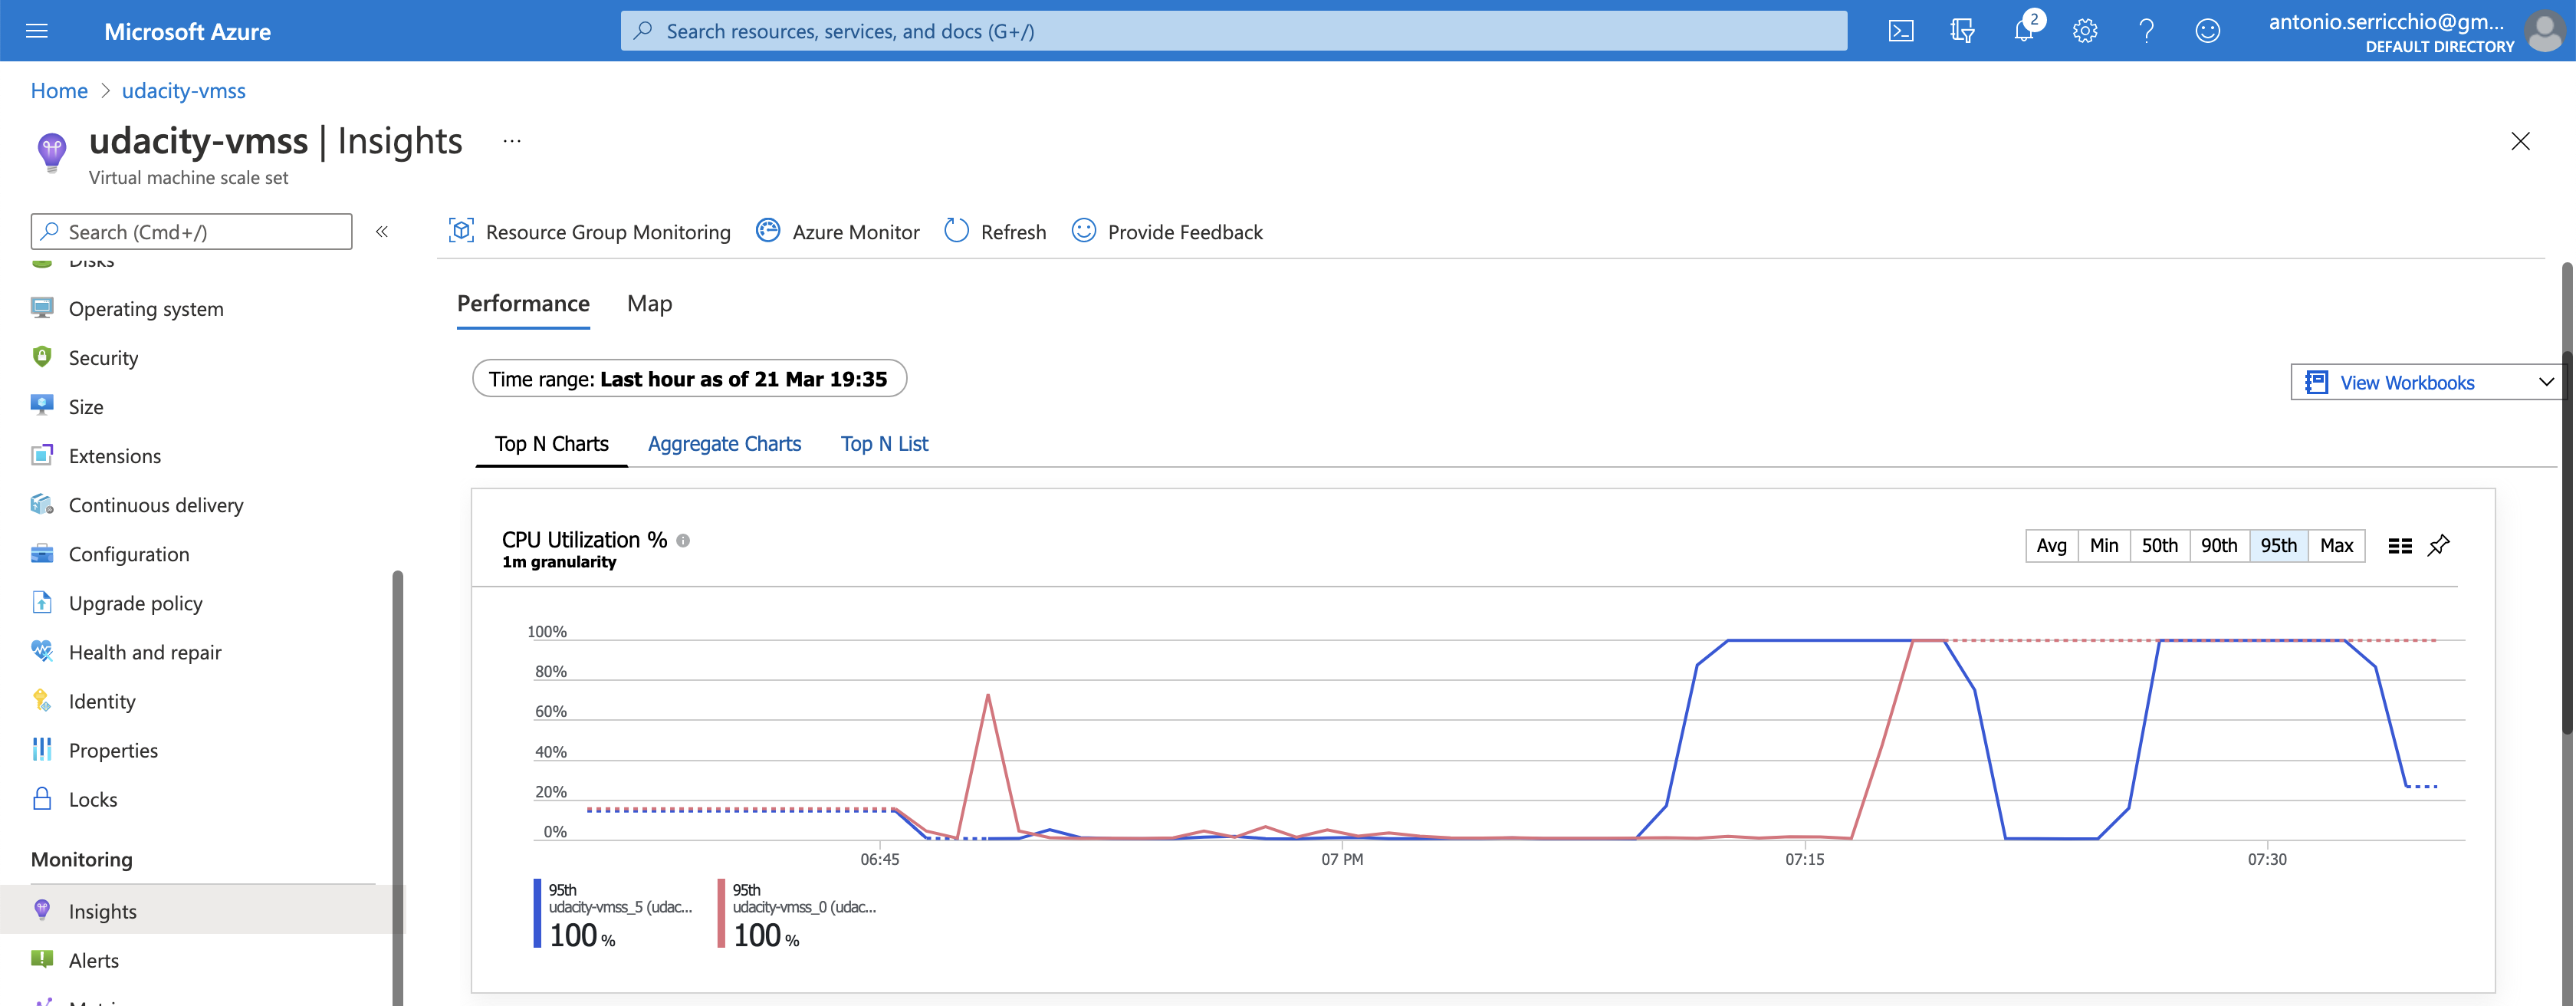 Microsoft Azure
Search resources, services, and docs (G+/)
2
antonio.serricchio@gm...
DEFAULT DIRECTORY
Home > udacity-vmss
udacity-vmss | Insights ...
Virtual machine scale set
Search (Cmd+/)
«
Resource Group Monitoring
Azure Monitor
Refresh
Provide Feedback
Disks
Operating system
Security
Size
Extensions
Continuous delivery
Configuration
Upgrade policy
Health and repair
Identity
Properties
Locks
Monitoring
Insights
Alerts
Performance
Map
Time range: Last hour as of 21 Mar 19:35
View Workbooks
Top N Charts
Aggregate Charts
Top N List
CPU Utilization %
1m granularity
Avg
Min
50th
90th
95th
Max
100%
80%
60%
40%
20%
0%
06:45
07 PM
07:15
07:30
95th
udacity-vmss_5 (udac...
100 %
95th
udacity-vmss_0 (udac...
100 %